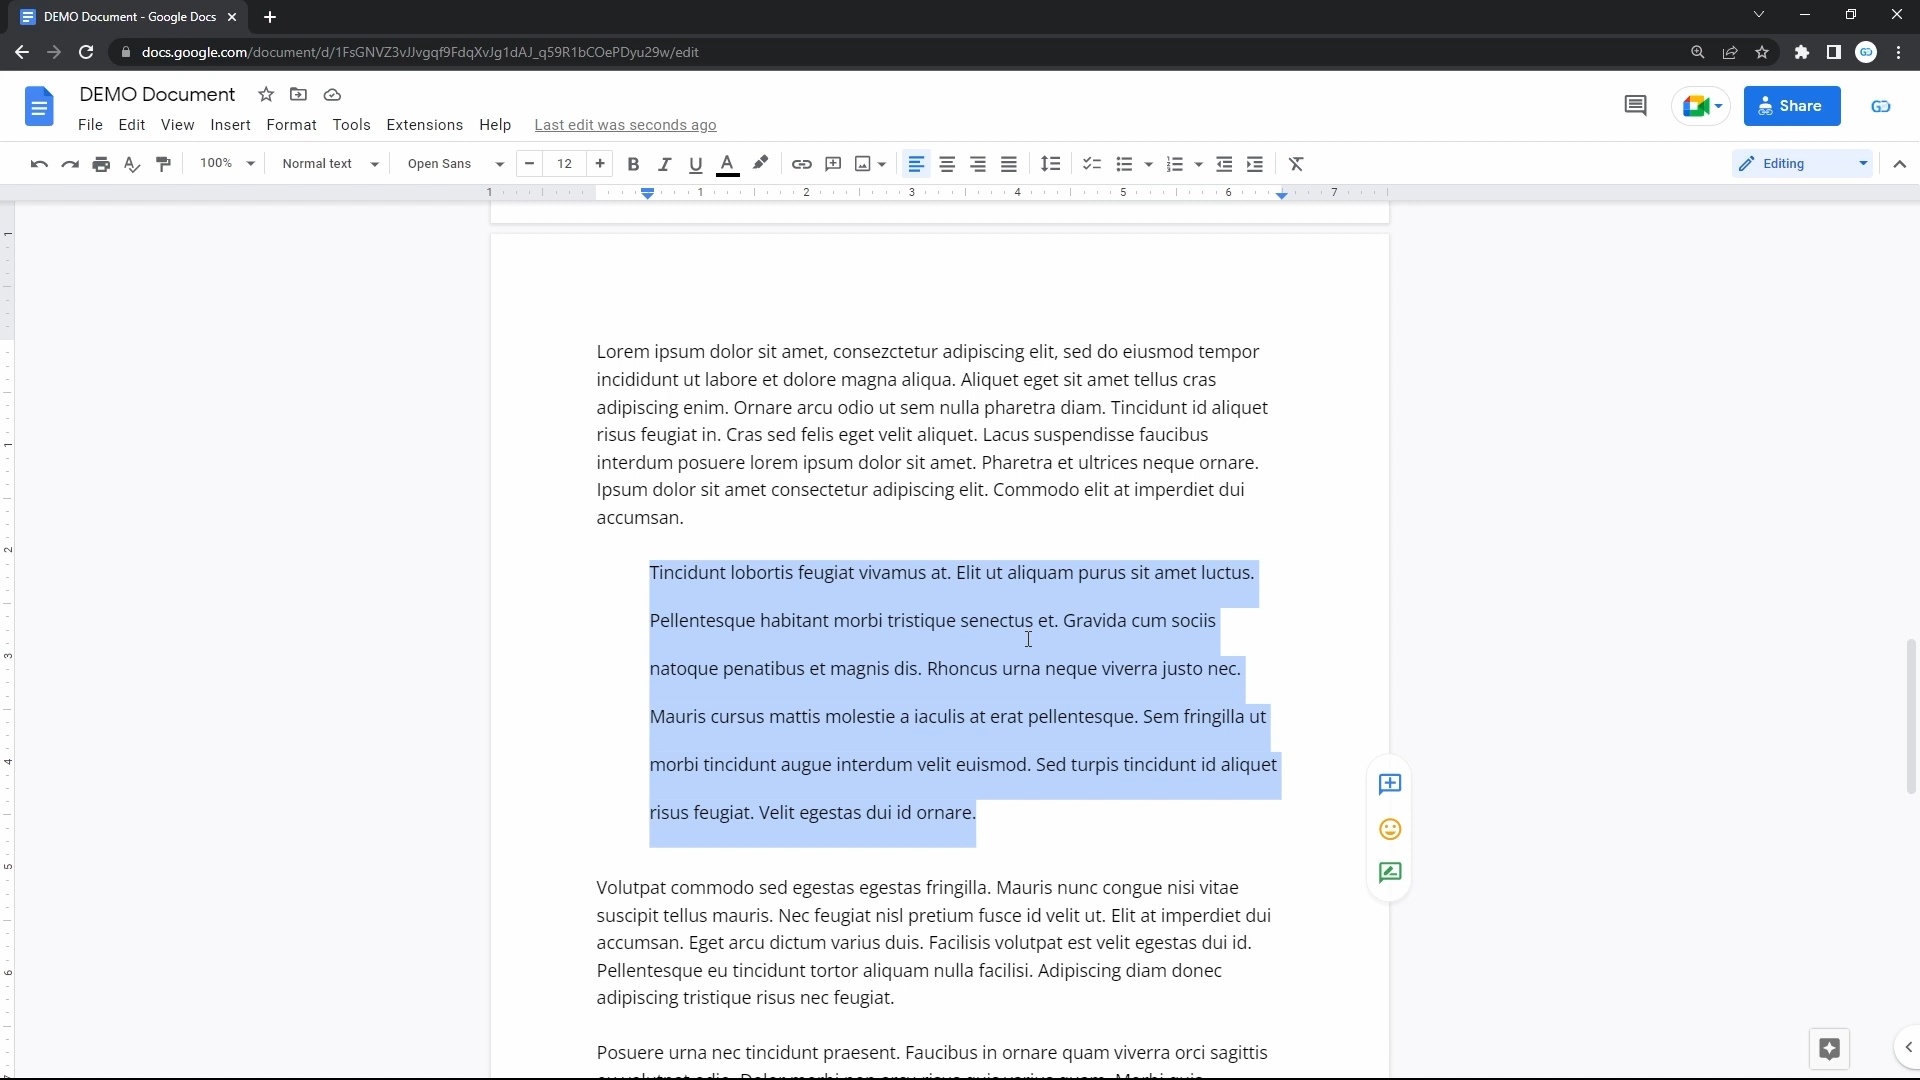 DEMO Document - Google Docs
docs.google.com/document/d/1FsGNVZ3vJJvgqf9FdqXvJg1dAJ_q59R1bCOePDyu29w/edit
DEMO Document
File Edit View Insert Format Tools Extensions Help Last edit was seconds ago
Share
100% Normal text Open Sans 12 B I U A Editing
1 1 2 3 4 5 6 7
Lorem ipsum dolor sit amet, consezctetur adipiscing elit, sed do eiusmod tempor
incididunt ut labore et dolore magna aliqua. Aliquet eget sit amet tellus cras
adipiscing enim. Ornare arcu odio ut sem nulla pharetra diam. Tincidunt id aliquet
risus feugiat in. Cras sed felis eget velit aliquet. Lacus suspendisse faucibus
interdum posuere lorem ipsum dolor sit amet. Pharetra et ultrices neque ornare.
Ipsum dolor sit amet consectetur adipiscing elit. Commodo elit at imperdiet dui
accumsan.
Tincidunt lobortis feugiat vivamus at. Elit ut aliquam purus sit amet luctus.
Pellentesque habitant morbi tristique senectus et. Gravida cum sociis
natoque penatibus et magnis dis. Rhoncus urna neque viverra justo nec.
Mauris cursus mattis molestie a iaculis at erat pellentesque. Sem fringilla ut
morbi tincidunt augue interdum velit euismod. Sed turpis tincidunt id aliquet
risus feugiat. Velit egestas dui id ornare.
Volutpat commodo sed egestas egestas fringilla. Mauris nunc congue nisi vitae
suscipit tellus mauris. Nec feugiat nisl pretium fusce id velit ut. Elit at imperdiet dui
accumsan. Eget arcu dictum varius duis. Facilisis volutpat est velit egestas dui id.
Pellentesque eu tincidunt tortor aliquam nulla facilisi. Adipiscing diam donec
adipiscing tristique risus nec feugiat.
Posuere urna nec tincidunt praesent. Faucibus in ornare quam viverra orci sagittis